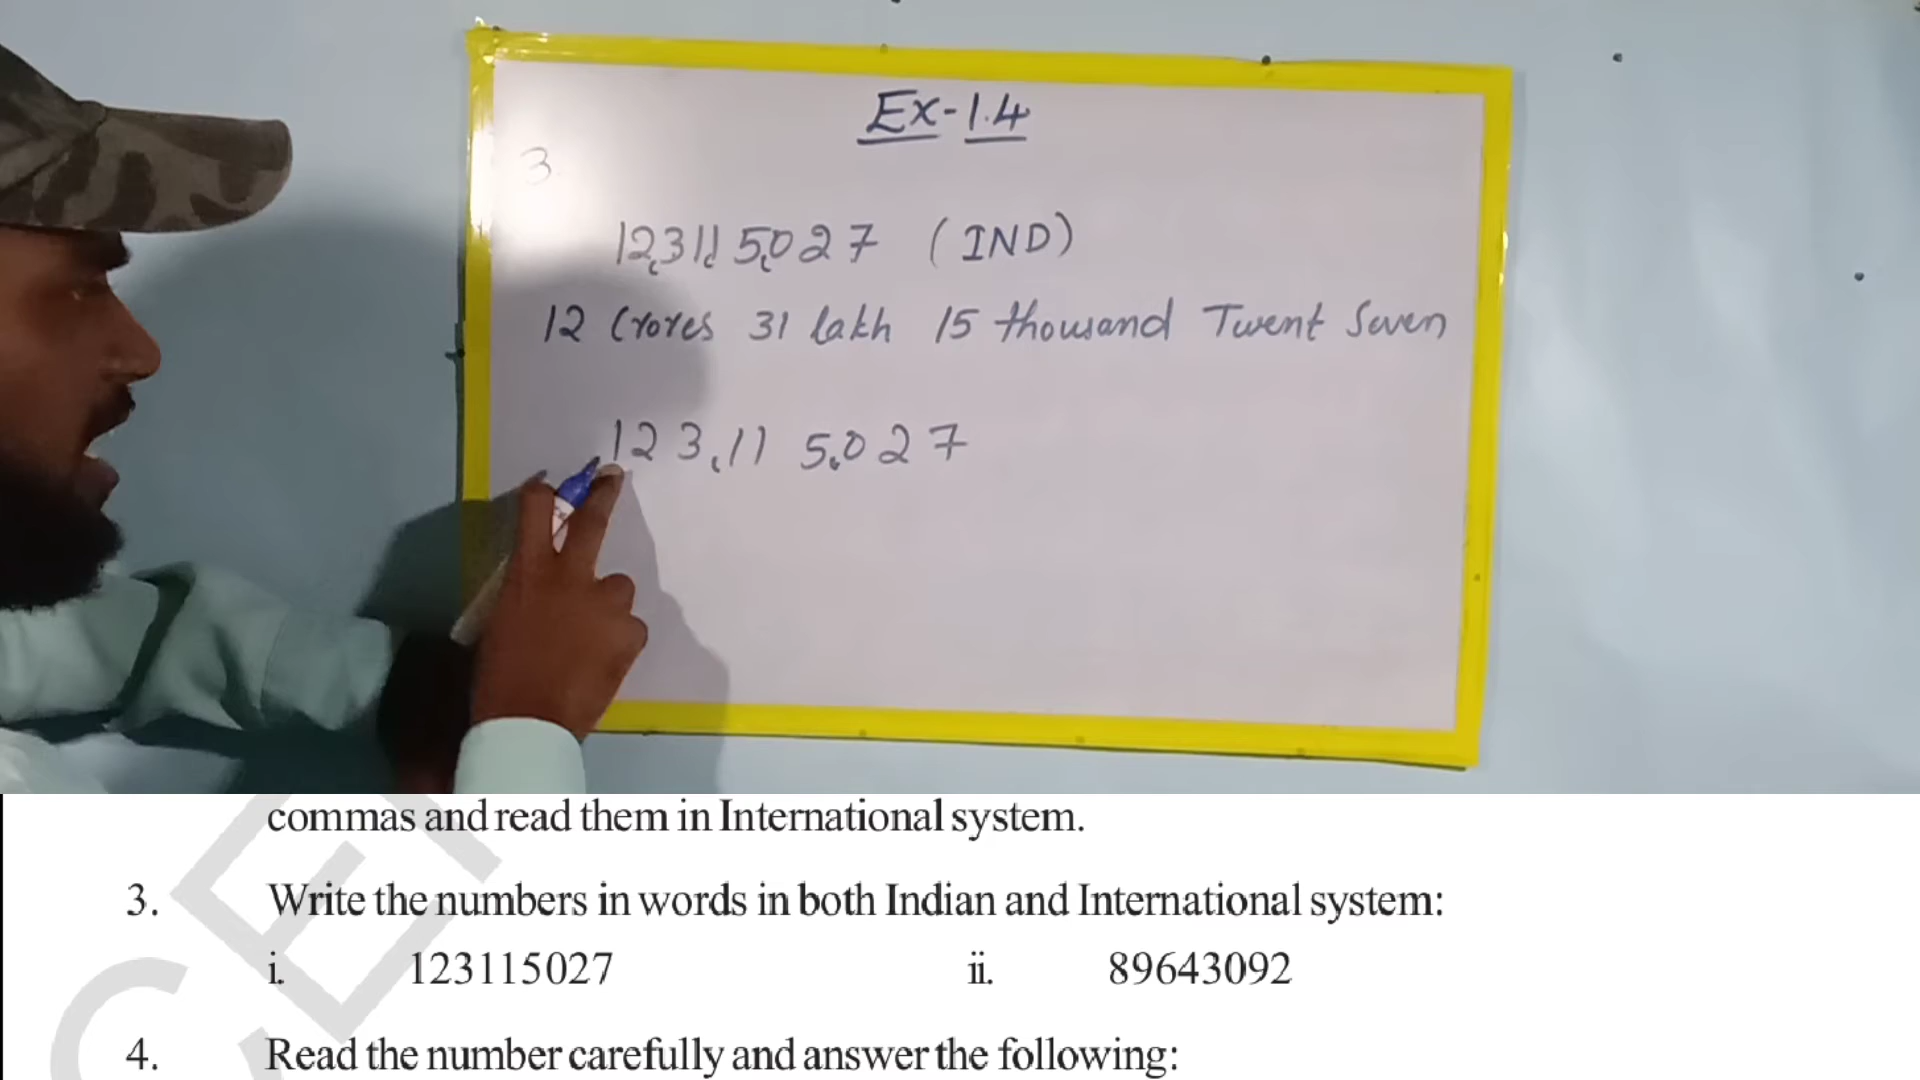 Ex-1.4
3
12,31,15,027 (IND)
12 Crores 31 lakh 15 thousand Twent Seven
123,115,027
commas and read them in International system.
3. Write the numbers in words in both Indian and International system:
i. 123115027 ii. 89643092
4. Read the number carefully and answer the following: